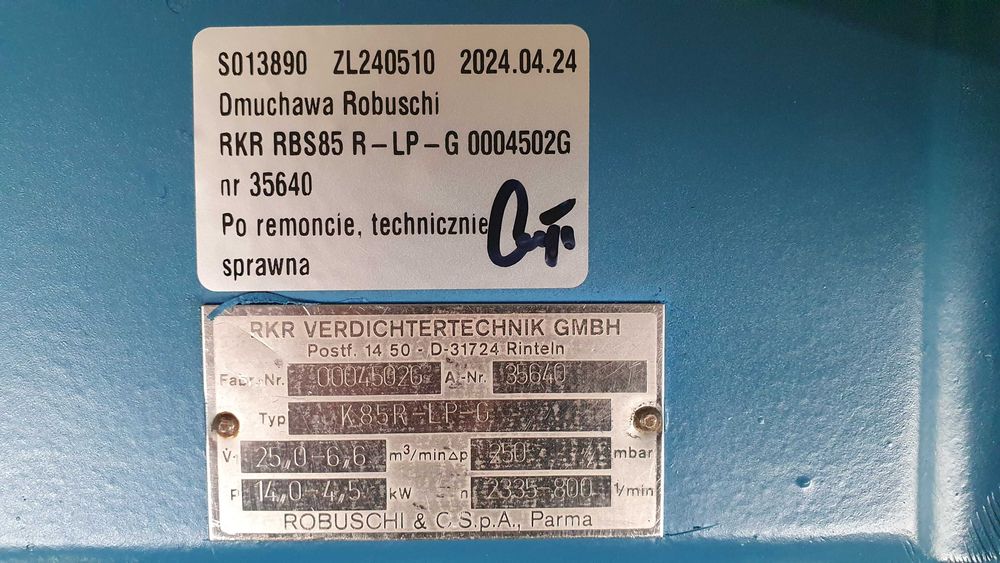 S013890 ZL240510 2024.04.24
Dmuchawa Robuschi
RKR RBS85 R-LP-G 0004502G
nr 35640
Po remoncie, technicznie
sprawna
RKR VERDICHTERTECHNIK GMBH
Postf. 14 50 - D-31724 Rinteln
Fabr.-Nr. 0004502G A.-Nr. 35640
Typ K85R-LP-G
V̇1 25,0-6,6 m³/min Δp 250 mbar
P 14,0-4,5 kW n 2335-800 1/min
ROBUSCHI & C.S.p.A., Parma